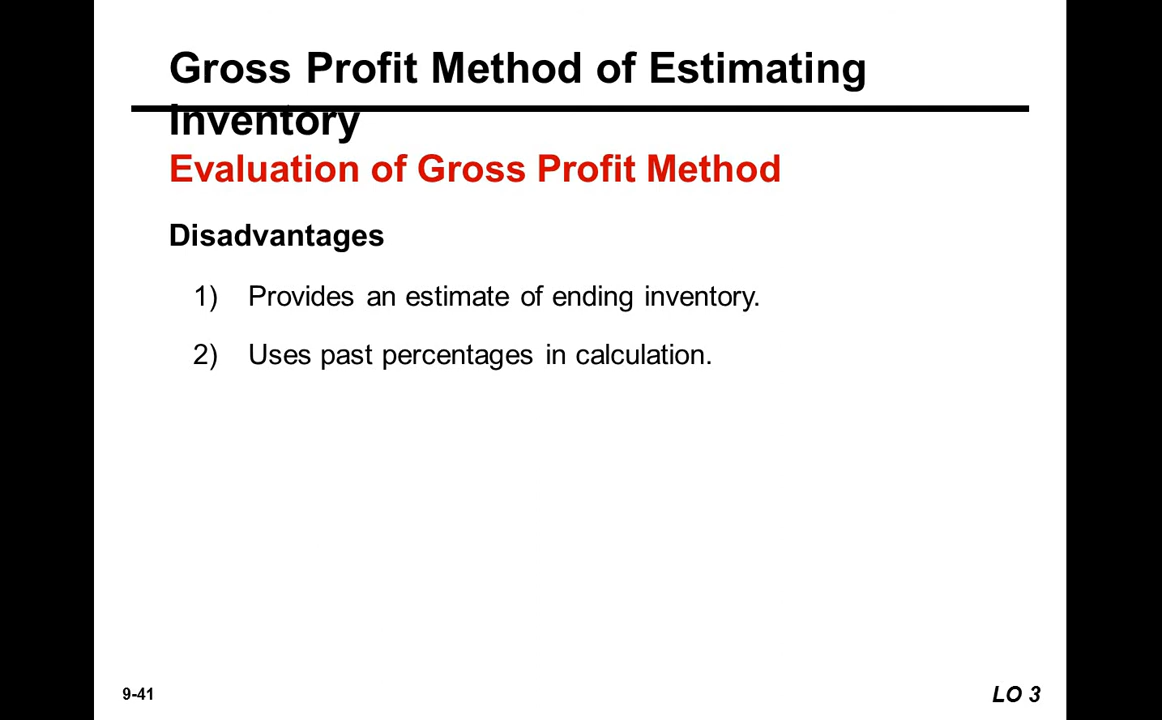 Gross Profit Method of Estimating
Inventory
Evaluation of Gross Profit Method
Disadvantages
1) Provides an estimate of ending inventory.
2) Uses past percentages in calculation.
9-41
LO 3